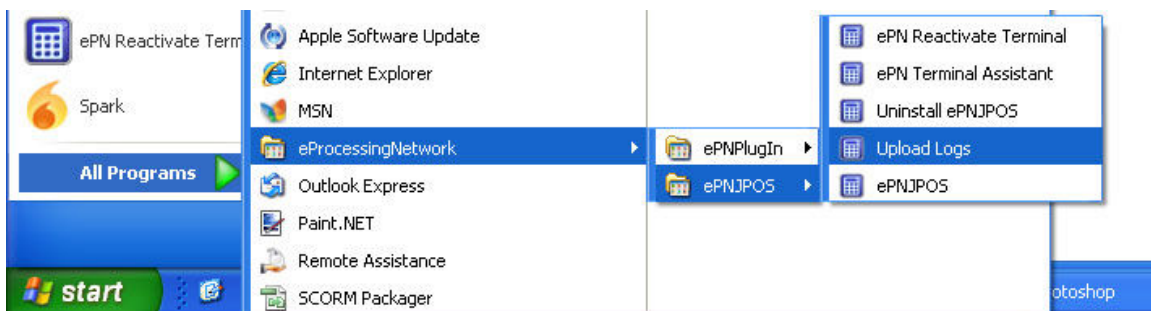 ePN Reactivate Term
Spark
All Programs
start
Apple Software Update
Internet Explorer
MSN
eProcessingNetwork
Outlook Express
Paint.NET
Remote Assistance
SCORM Packager
ePNPlugIn
ePNJPOS
ePN Reactivate Terminal
ePN Terminal Assistant
Uninstall ePNJPOS
Upload Logs
ePNJPOS
otoshop